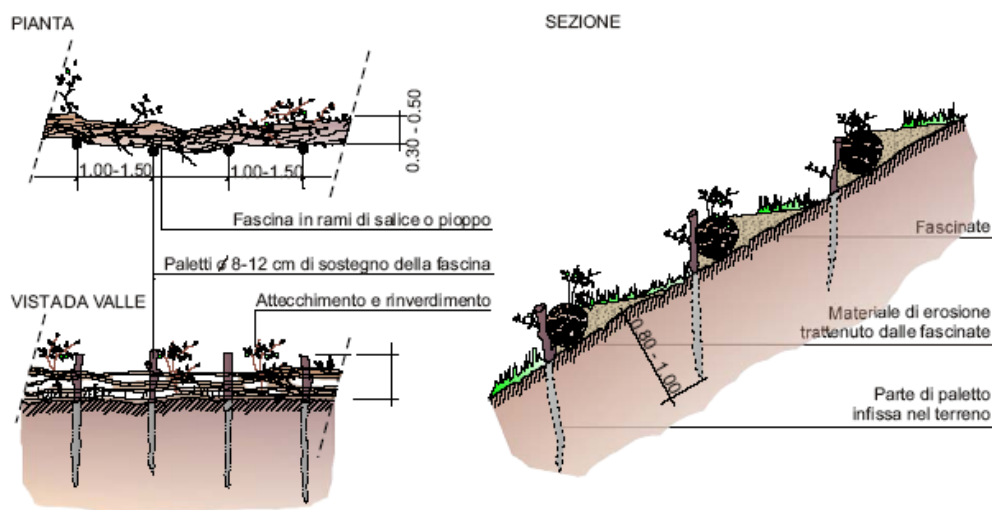 PIANTA
SEZIONE
0.30 - 0.50
1.00-1.50
1.00-1.50
Fascina in rami di salice o pioppo
Paletti ø 8-12 cm di sostegno della fascina
VISTA DA VALLE
Attecchimento e rinverdimento
Fascinate
0.80 - 1.00
Materiale di erosione
trattenuto dalle fascinate
Parte di paletto
infissa nel terreno